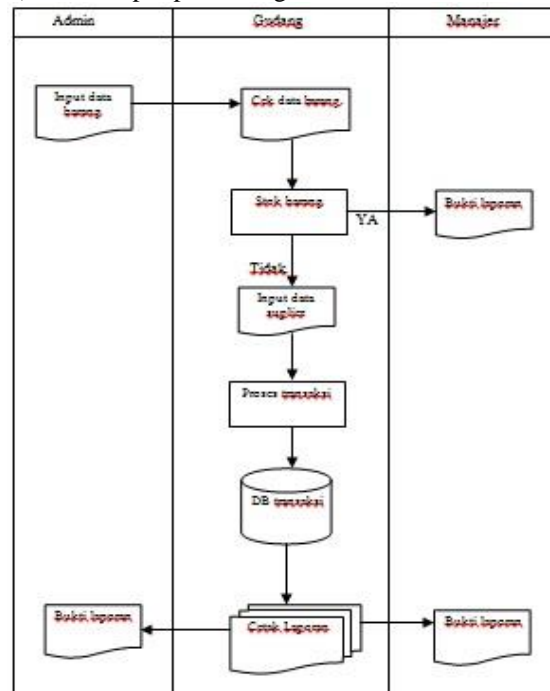 Admin
Gudang
Manajer
Input data
barang
Cek data barang
Stok barang
YA
Bukti laporan
Tidak
Input data
suplier
Proses transaksi
DB transaksi
Bukti laporan
Cetak Laporan
Bukti laporan